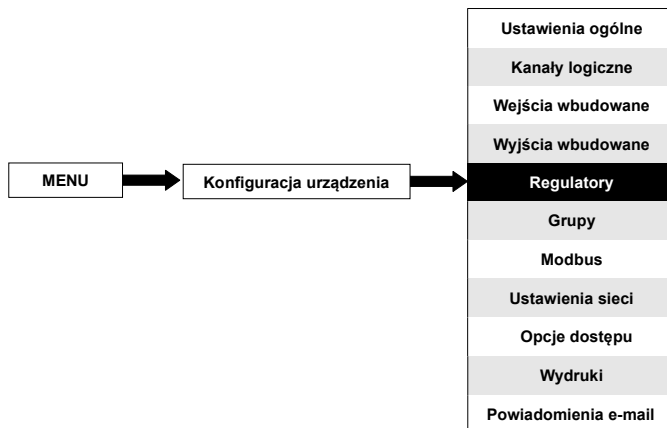 Ustawienia ogólne
Kanały logiczne
Wejścia wbudowane
Wyjścia wbudowane
MENU
Konfiguracja urządzenia
Regulatory
Grupy
Modbus
Ustawienia sieci
Opcje dostępu
Wydruki
Powiadomienia e-mail